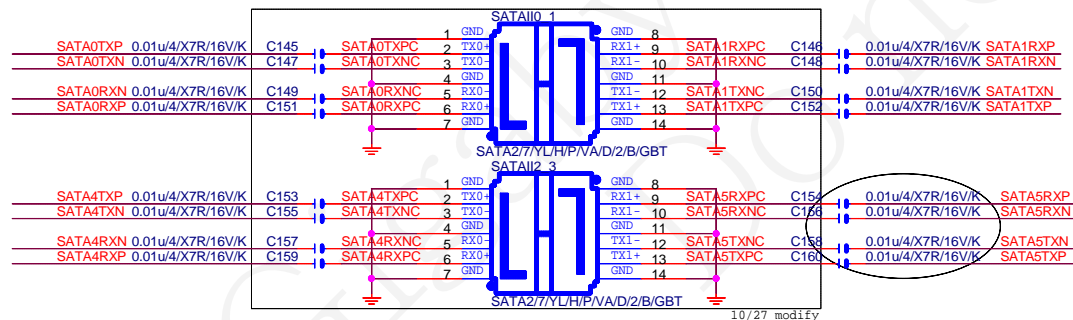 SATAII0_1
1 GND GND 8
SATA0TXP 0.01u/4/X7R/16V/K C145 SATA0TXPC 2 TX0+ RX1+ 9 SATA1RXPC C146 0.01u/4/X7R/16V/K SATA1RXP
SATA0TXN 0.01u/4/X7R/16V/K C147 SATA0TXNC 3 TX0- RX1- 10 SATA1RXNC C148 0.01u/4/X7R/16V/K SATA1RXN
4 GND GND 11
SATA0RXN 0.01u/4/X7R/16V/K C149 SATA0RXNC 5 RX0- TX1- 12 SATA1TXNC C150 0.01u/4/X7R/16V/K SATA1TXN
SATA0RXP 0.01u/4/X7R/16V/K C151 SATA0RXPC 6 RX0+ TX1+ 13 SATA1TXPC C152 0.01u/4/X7R/16V/K SATA1TXP
7 GND GND 14
SATA2/7/YL/H/P/VA/D/2/B/GBT
SATAII2_3
1 GND GND 8
SATA4TXP 0.01u/4/X7R/16V/K C153 SATA4TXPC 2 TX0+ RX1+ 9 SATA5RXPC C154 0.01u/4/X7R/16V/K SATA5RXP
SATA4TXN 0.01u/4/X7R/16V/K C155 SATA4TXNC 3 TX0- RX1- 10 SATA5RXNC C156 0.01u/4/X7R/16V/K SATA5RXN
4 GND GND 11
SATA4RXN 0.01u/4/X7R/16V/K C157 SATA4RXNC 5 RX0- TX1- 12 SATA5TXNC C158 0.01u/4/X7R/16V/K SATA5TXN
SATA4RXP 0.01u/4/X7R/16V/K C159 SATA4RXPC 6 RX0+ TX1+ 13 SATA5TXPC C160 0.01u/4/X7R/16V/K SATA5TXP
7 GND GND 14
SATA2/7/YL/H/P/VA/D/2/B/GBT
10/27 modify